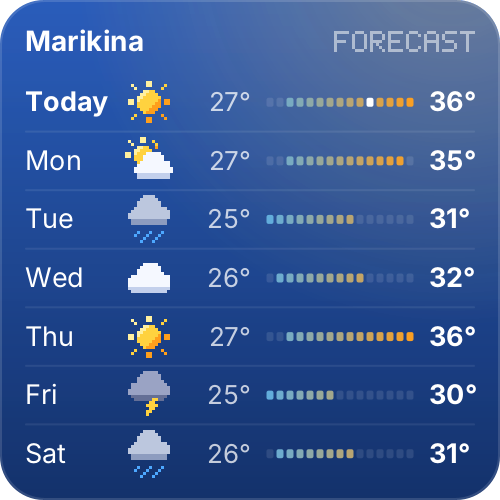 Marikina FORECAST
Today 27° 36°
Mon 27° 35°
Tue 25° 31°
Wed 26° 32°
Thu 27° 36°
Fri 25° 30°
Sat 26° 31°